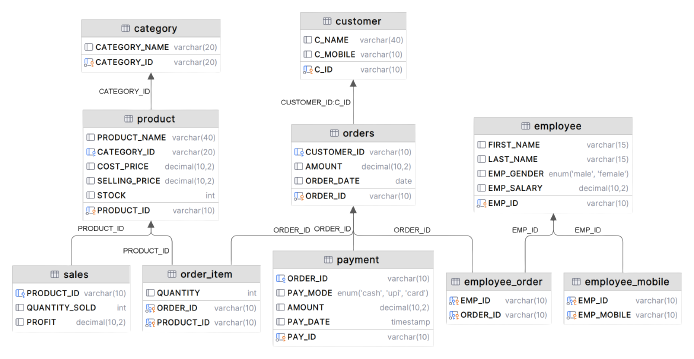 category
CATEGORY_NAME varchar(20)
CATEGORY_ID varchar(20)
customer
C_NAME varchar(40)
C_MOBILE varchar(10)
C_ID varchar(10)
CATEGORY_ID
CUSTOMER_ID:C_ID
product
PRODUCT_NAME varchar(40)
CATEGORY_ID varchar(20)
COST_PRICE decimal(10,2)
SELLING_PRICE decimal(10,2)
STOCK int
PRODUCT_ID varchar(10)
orders
CUSTOMER_ID varchar(10)
AMOUNT decimal(10,2)
ORDER_DATE date
ORDER_ID varchar(10)
employee
FIRST_NAME varchar(15)
LAST_NAME varchar(15)
EMP_GENDER enum('male', 'female')
EMP_SALARY decimal(10,2)
EMP_ID varchar(10)
PRODUCT_ID
PRODUCT_ID
ORDER_ID
ORDER_ID
ORDER_ID
EMP_ID
EMP_ID
sales
PRODUCT_ID varchar(10)
QUANTITY_SOLD int
PROFIT decimal(10,2)
order_item
QUANTITY int
ORDER_ID varchar(10)
PRODUCT_ID varchar(10)
payment
ORDER_ID varchar(10)
PAY_MODE enum('cash', 'upi', 'card')
AMOUNT decimal(10,2)
PAY_DATE timestamp
PAY_ID varchar(10)
employee_order
EMP_ID varchar(10)
ORDER_ID varchar(10)
employee_mobile
EMP_ID varchar(10)
EMP_MOBILE varchar(10)